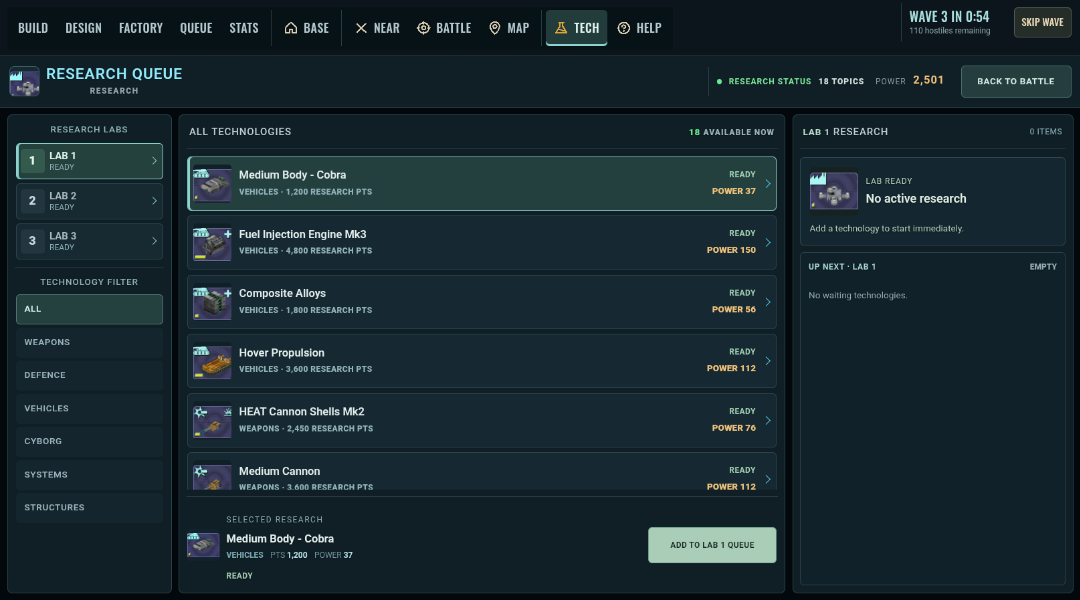 BUILD DESIGN FACTORY QUEUE STATS BASE NEAR BATTLE MAP TECH HELP
WAVE 3 IN 0:54
110 hostiles remaining
SKIP WAVE
RESEARCH QUEUE
RESEARCH
RESEARCH STATUS 18 TOPICS POWER 2,501
BACK TO BATTLE
RESEARCH LABS
1 LAB 1
READY
2 LAB 2
READY
3 LAB 3
READY
TECHNOLOGY FILTER
ALL
WEAPONS
DEFENCE
VEHICLES
CYBORG
SYSTEMS
STRUCTURES
ALL TECHNOLOGIES
18 AVAILABLE NOW
Medium Body - Cobra
VEHICLES · 1,200 RESEARCH PTS
READY
POWER 37
Fuel Injection Engine Mk3
VEHICLES · 4,800 RESEARCH PTS
READY
POWER 150
Composite Alloys
VEHICLES · 1,800 RESEARCH PTS
READY
POWER 56
Hover Propulsion
VEHICLES · 3,600 RESEARCH PTS
READY
POWER 112
HEAT Cannon Shells Mk2
WEAPONS · 2,450 RESEARCH PTS
READY
POWER 76
Medium Cannon
WEAPONS · 3,600 RESEARCH PTS
READY
POWER 112
SELECTED RESEARCH
Medium Body - Cobra
VEHICLES PTS 1,200 POWER 37
READY
ADD TO LAB 1 QUEUE
LAB 1 RESEARCH
0 ITEMS
LAB READY
No active research
Add a technology to start immediately.
UP NEXT · LAB 1
EMPTY
No waiting technologies.